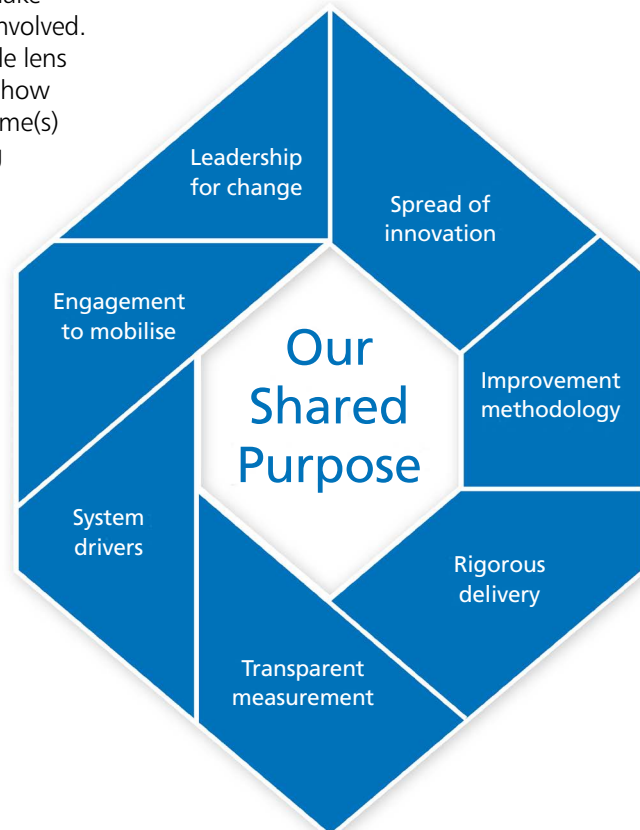 nvolved.
le lens
how
me(s)
Leadership
for change
Spread of
innovation
Engagement
to mobilise
Our
Shared
Purpose
Improvement
methodology
System
drivers
Rigorous
delivery
Transparent
measurement